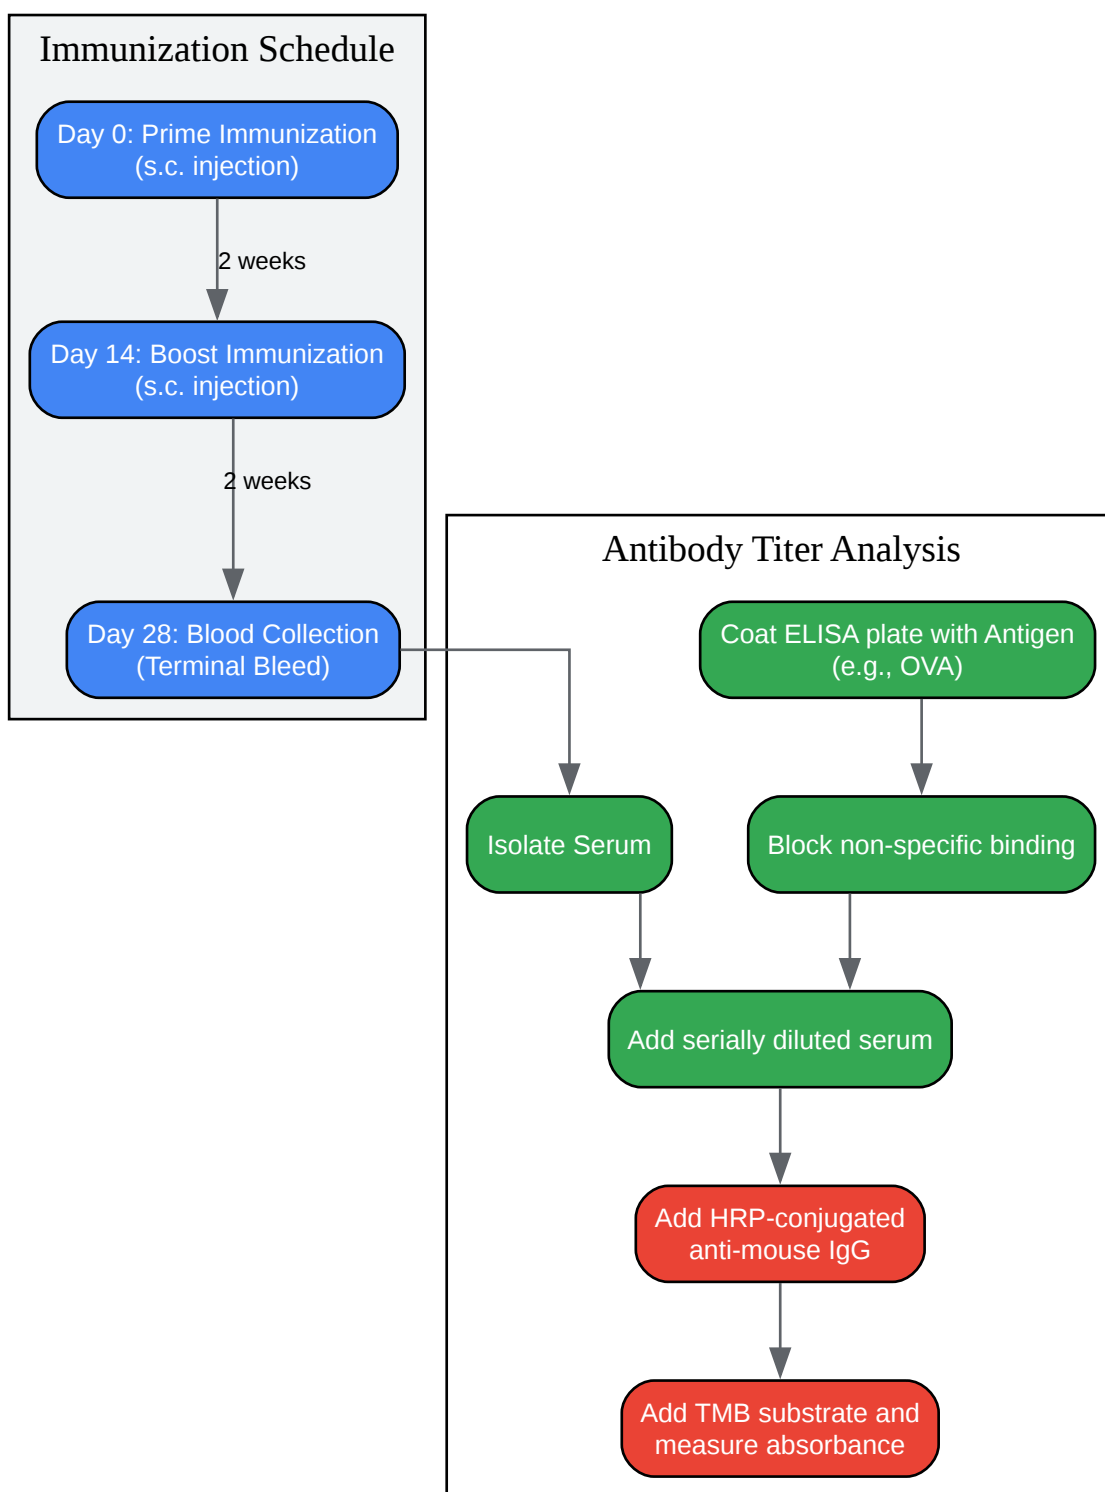 Immunization Schedule
Day 0: Prime Immunization
(s.c. injection)
2 weeks
Day 14: Boost Immunization
(s.c. injection)
2 weeks
Day 28: Blood Collection
(Terminal Bleed)
Antibody Titer Analysis
Coat ELISA plate with Antigen
(e.g., OVA)
Isolate Serum
Block non-specific binding
Add serially diluted serum
Add HRP-conjugated
anti-mouse IgG
Add TMB substrate and
measure absorbance